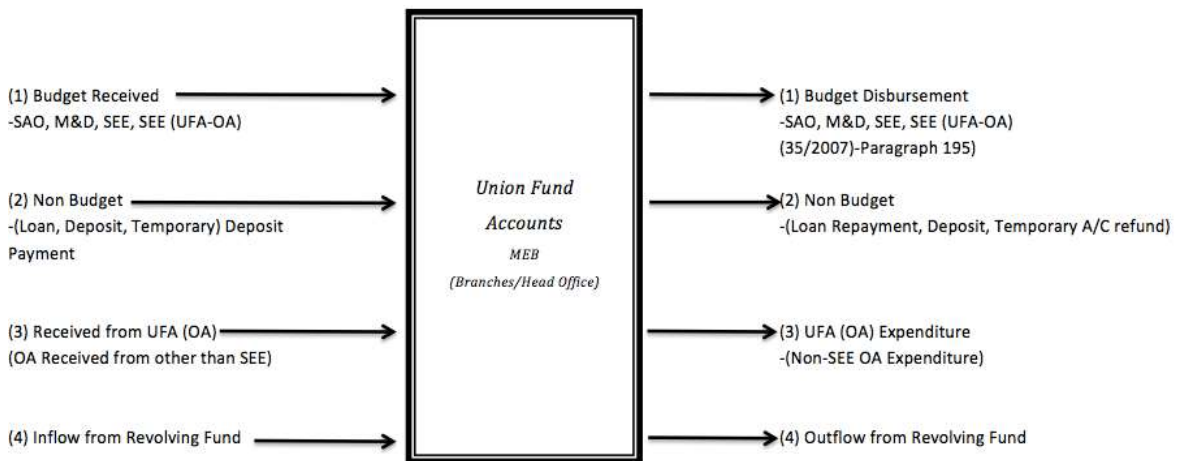 (1) Budget Received
-SAO, M&D, SEE, SEE (UFA-OA)
(2) Non Budget
-(Loan, Deposit, Temporary) Deposit
Payment
(3) Received from UFA (OA)
(OA Received from other than SEE)
(4) Inflow from Revolving Fund
Union Fund
Accounts
MEB
(Branches/Head Office)
(1) Budget Disbursement
-SAO, M&D, SEE, SEE (UFA-OA)
(35/2007)-Paragraph 195)
(2) Non Budget
-(Loan Repayment, Deposit, Temporary A/C refund)
(3) UFA (OA) Expenditure
-(Non-SEE OA Expenditure)
(4) Outflow from Revolving Fund